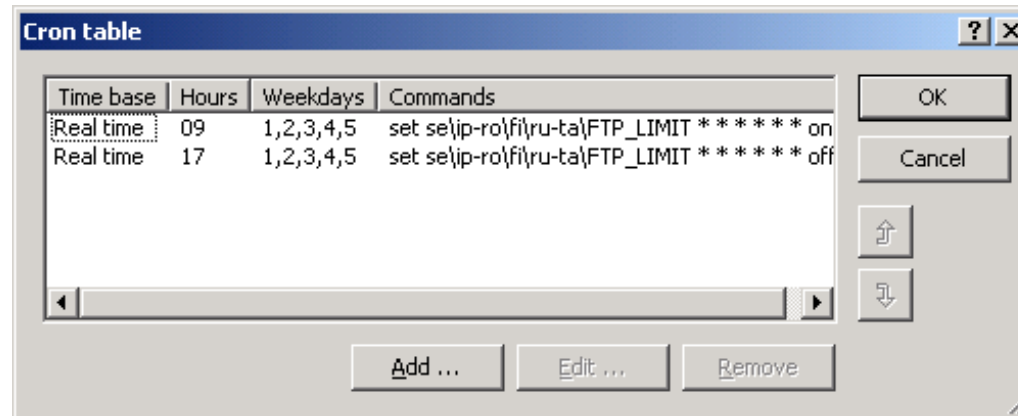 Cron table
Time base Hours Weekdays Commands
Real time 09 1,2,3,4,5 set se\ip-ro\fi\ru-ta\FTP_LIMIT * * * * * * on
Real time 17 1,2,3,4,5 set se\ip-ro\fi\ru-ta\FTP_LIMIT * * * * * * off
OK
Cancel
Add ... Edit ... Remove